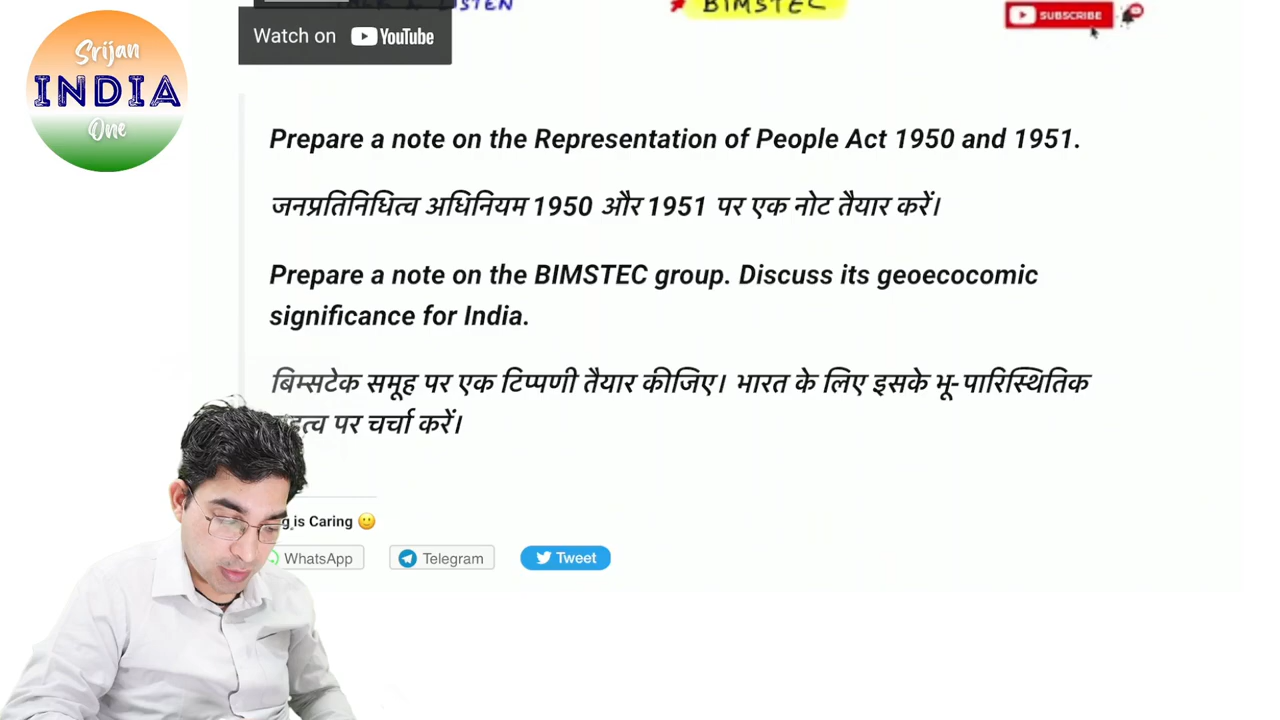 Srijan
INDIA
One
LISTEN
BIMSTEC
SUBSCRIBE
Watch on YouTube
Prepare a note on the Representation of People Act 1950 and 1951.
जनप्रतिनिधित्व अधिनियम 1950 और 1951 पर एक नोट तैयार करें।
Prepare a note on the BIMSTEC group. Discuss its geoecocomic
significance for India.
बिम्सटेक समूह पर एक टिप्पणी तैयार कीजिए। भारत के लिए इसके भू-पारिस्थितिक
पर चर्चा करें।
is Caring
WhatsApp
Telegram
Tweet